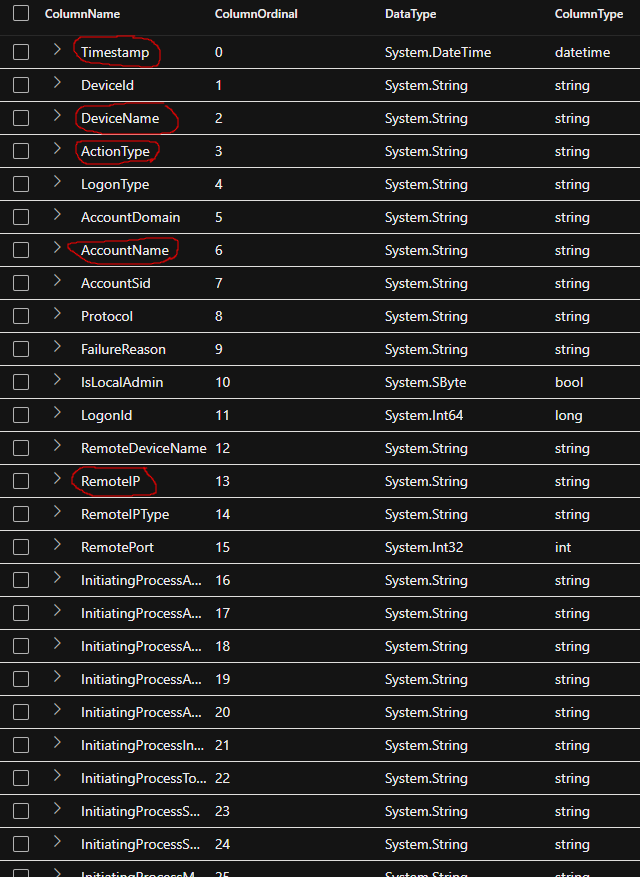 ColumnName ColumnOrdinal DataType ColumnType
Timestamp 0 System.DateTime datetime
DeviceId 1 System.String string
DeviceName 2 System.String string
ActionType 3 System.String string
LogonType 4 System.String string
AccountDomain 5 System.String string
AccountName 6 System.String string
AccountSid 7 System.String string
Protocol 8 System.String string
FailureReason 9 System.String string
IsLocalAdmin 10 System.SByte bool
LogonId 11 System.Int64 long
RemoteDeviceName 12 System.String string
RemoteIP 13 System.String string
RemoteIPType 14 System.String string
RemotePort 15 System.Int32 int
InitiatingProcessA... 16 System.String string
InitiatingProcessA... 17 System.String string
InitiatingProcessA... 18 System.String string
InitiatingProcessA... 19 System.String string
InitiatingProcessA... 20 System.String string
InitiatingProcessIn... 21 System.String string
InitiatingProcessTo... 22 System.String string
InitiatingProcessS... 23 System.String string
InitiatingProcessS... 24 System.String string
InitiatingProcessM... 25 System.String string